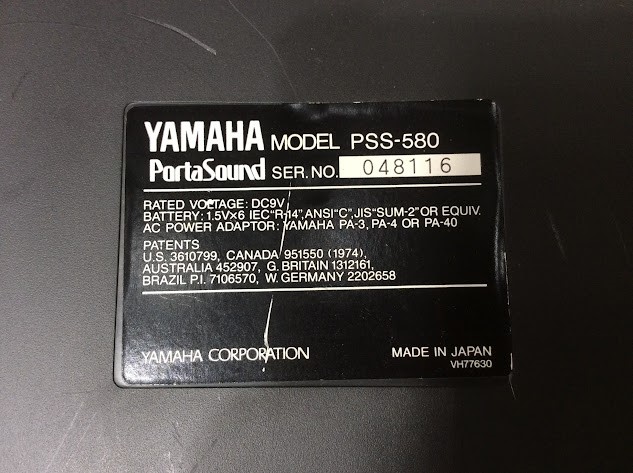 YAMAHA MODEL PSS-580
PortaSound SER. NO. 048116
RATED VOLTAGE: DC9V
BATTERY: 1.5V×6 IEC"R-14", ANSI"C", JIS"SUM-2" OR EQUIV.
AC POWER ADAPTOR: YAMAHA PA-3, PA-4 OR PA-40
PATENTS
U.S. 3610799, CANADA 951550 (1974),
AUSTRALIA 452907, G. BRITAIN 1312161,
BRAZIL P.I. 7106570, W. GERMANY 2202658
YAMAHA CORPORATION MADE IN JAPAN
VH77630